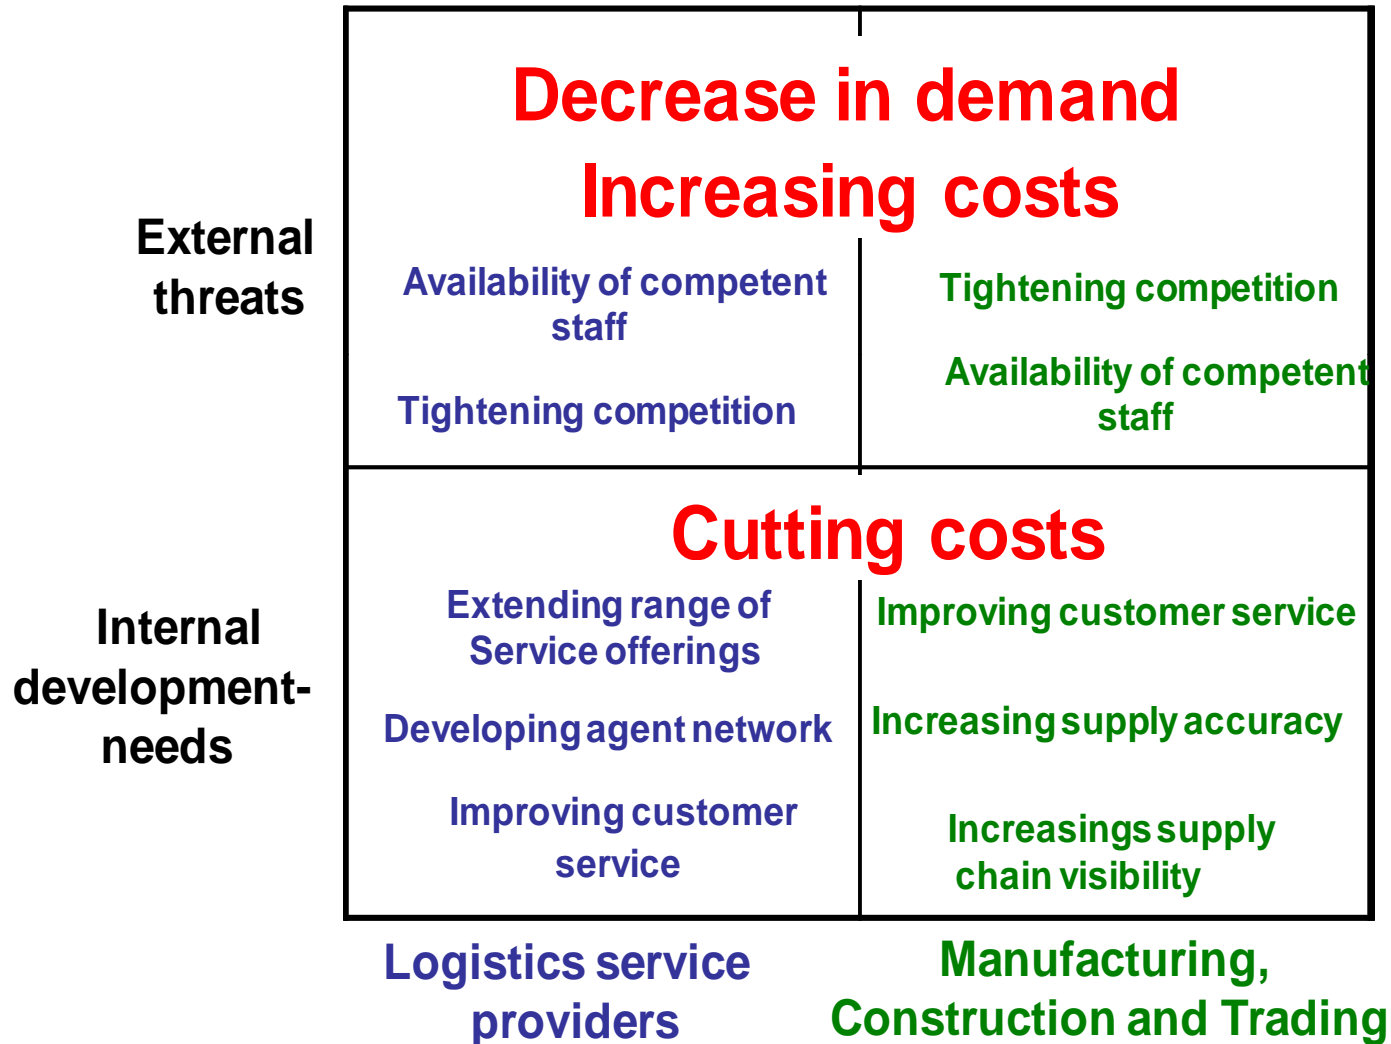 Decrease in demand
Increasing costs
External
threats
Availability of competent
staff
Tightening competition
Tightening competition
Availability of competent
staff
Cutting costs
Internal
development-
needs
Extending range of
Service offerings
Developing agent network
Improving customer
service
Improving customer service
Increasing supply accuracy
Increasings supply
chain visibility
Logistics service
providers
Manufacturing,
Construction and Trading